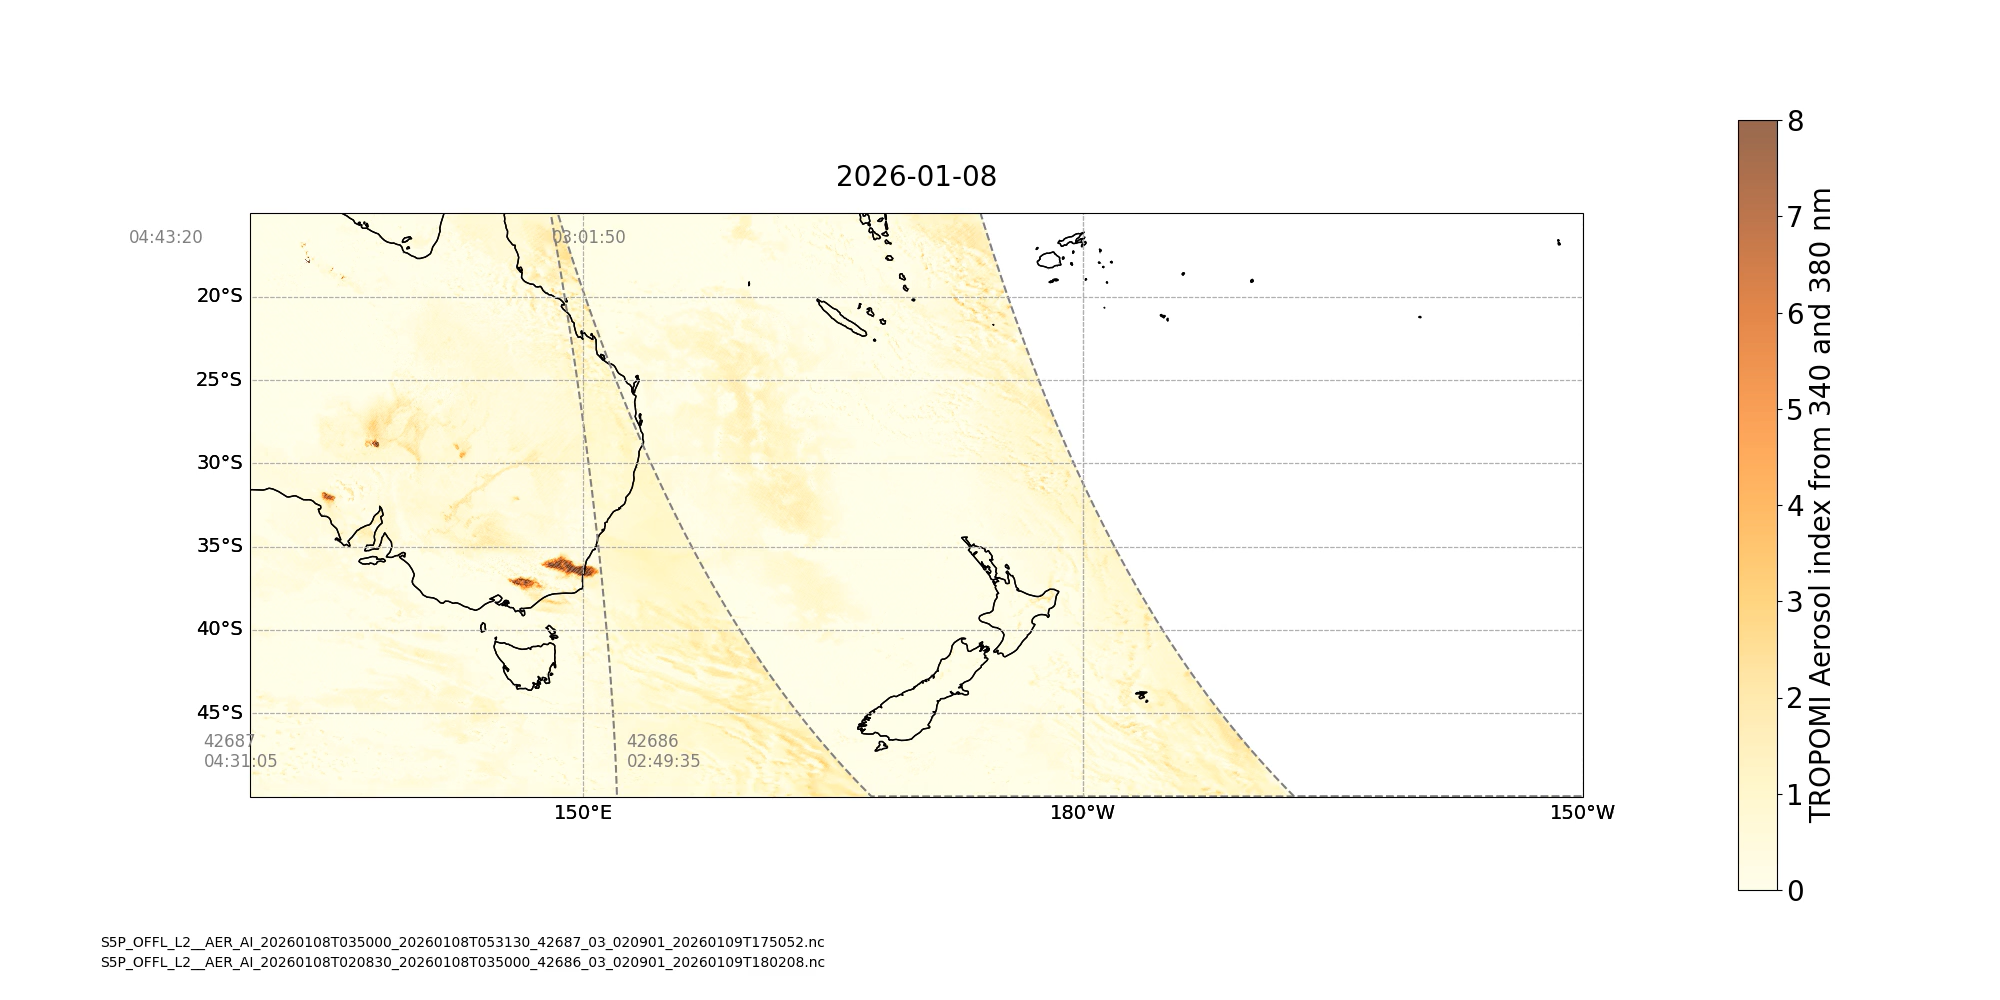 2026-01-08
04:43:20
03:01:50
20°S
25°S
30°S
35°S
40°S
45°S
42687
04:31:05
42686
02:49:35
150°E
180°W
150°W
8
7
6
5
4
3
2
1
0
TROPOMI Aerosol index from 340 and 380 nm
S5P_OFFL_L2__AER_AI_20260108T035000_20260108T053130_42687_03_020901_20260109T175052.nc
S5P_OFFL_L2__AER_AI_20260108T020830_20260108T035000_42686_03_020901_20260109T180208.nc